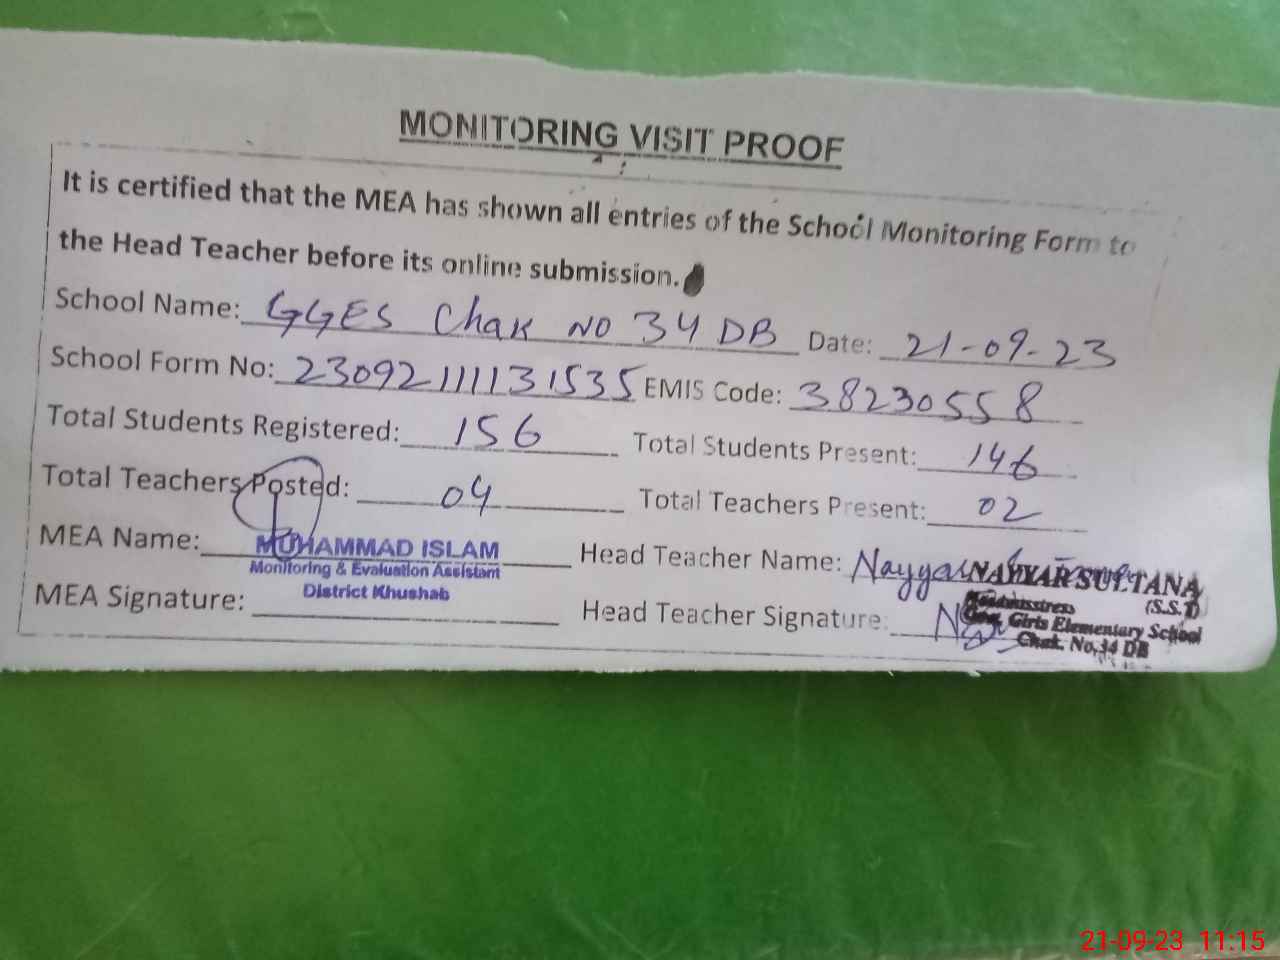 MONITORING VISIT PROOF
It is certified that the MEA has shown all entries of the School Monitoring Form to
the Head Teacher before its online submission.
School Name: GGES Chak NO 34 DB Date: 21-09-23
School Form No: 23092111131535 EMIS Code: 38230558
Total Students Registered: 156 Total Students Present: 146
Total Teachers Posted: 04 Total Teachers Present: 02
MEA Name: MUHAMMAD ISLAM Head Teacher Name: Nayyar NAYYAR SULTANA
Monitoring & Evaluation Assistant
District Khushab
(S.S.T)
Headmisstress
MEA Signature: Head Teacher Signature:
Gov. Girls Elementary School
Chak. No, 34 DB
21-09-23 11:15